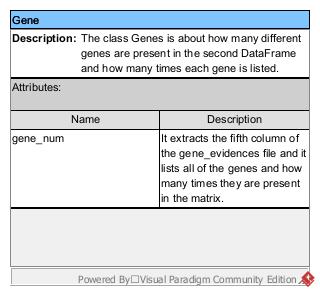 Gene
Description: The class Genes is about how many different
genes are present in the second DataFrame
and how many times each gene is listed.
Attributes:
Name Description
gene_num It extracts the fifth column of
the gene_evidences file and it
lists all of the genes and how
many times they are present
in the matrix.
Powered By□Visual Paradigm Community Edition